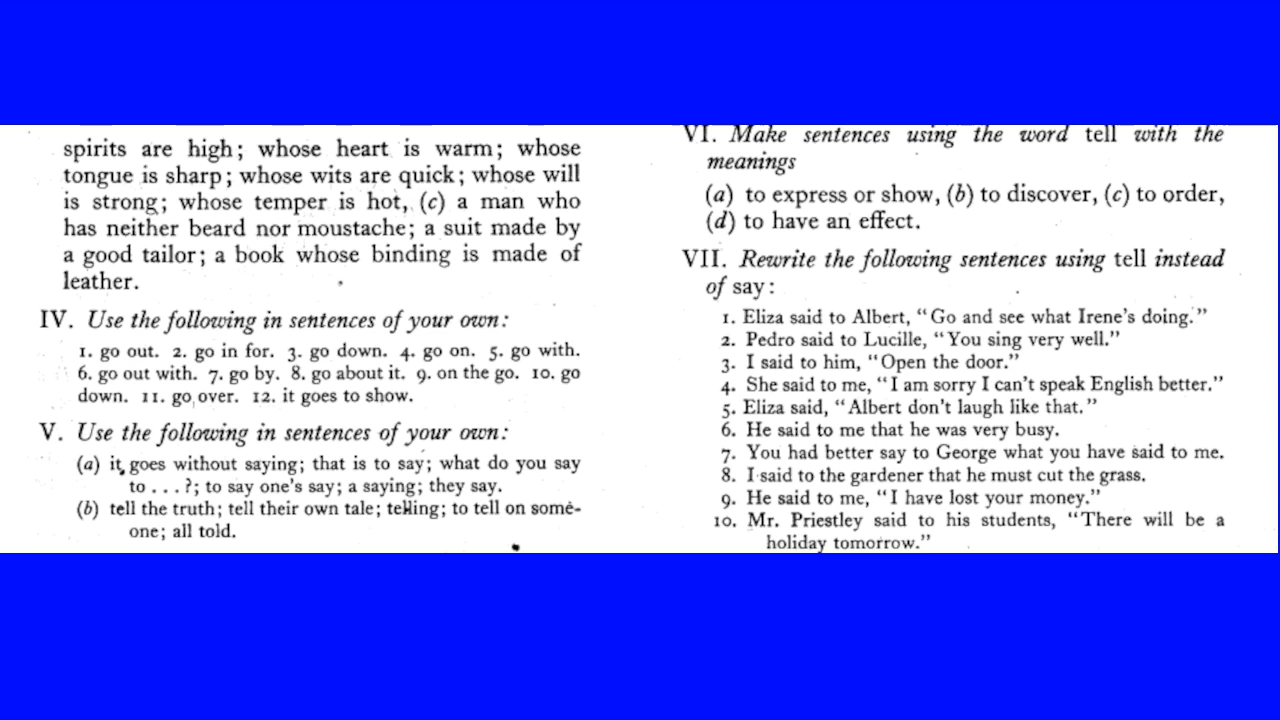 spirits are high; whose heart is warm; whose
tongue is sharp; whose wits are quick; whose will
is strong; whose temper is hot, (c) a man who
has neither beard nor moustache; a suit made by
a good tailor; a book whose binding is made of
leather.
IV. Use the following in sentences of your own:
1. go out. 2. go in for. 3. go down. 4. go on. 5. go with.
6. go out with. 7. go by. 8. go about it. 9. on the go. 10. go
down. 11. go over. 12. it goes to show.
V. Use the following in sentences of your own:
(a) it goes without saying; that is to say; what do you say
to . . . ?; to say one's say; a saying; they say.
(b) tell the truth; tell their own tale; telling; to tell on some-
one; all told.
VI. Make sentences using the word tell with the
meanings
(a) to express or show, (b) to discover, (c) to order,
(d) to have an effect.
VII. Rewrite the following sentences using tell instead
of say:
1. Eliza said to Albert, "Go and see what Irene's doing."
2. Pedro said to Lucille, "You sing very well."
3. I said to him, "Open the door."
4. She said to me, "I am sorry I can't speak English better."
5. Eliza said, "Albert don't laugh like that."
6. He said to me that he was very busy.
7. You had better say to George what you have said to me.
8. I said to the gardener that he must cut the grass.
9. He said to me, "I have lost your money."
10. Mr. Priestley said to his students, "There will be a
holiday tomorrow."